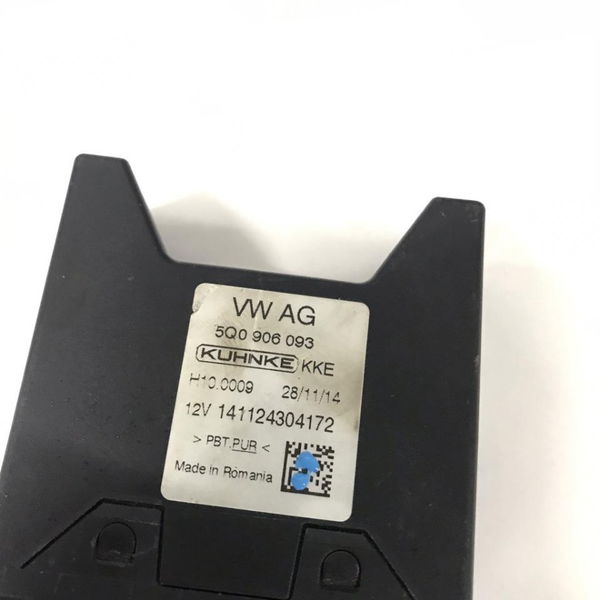 VW AG
5Q0 906 093
KUHNKE KKE
H10.0009 28/11/14
12V 141124304172
> PBT.PUR <
Made in Romania